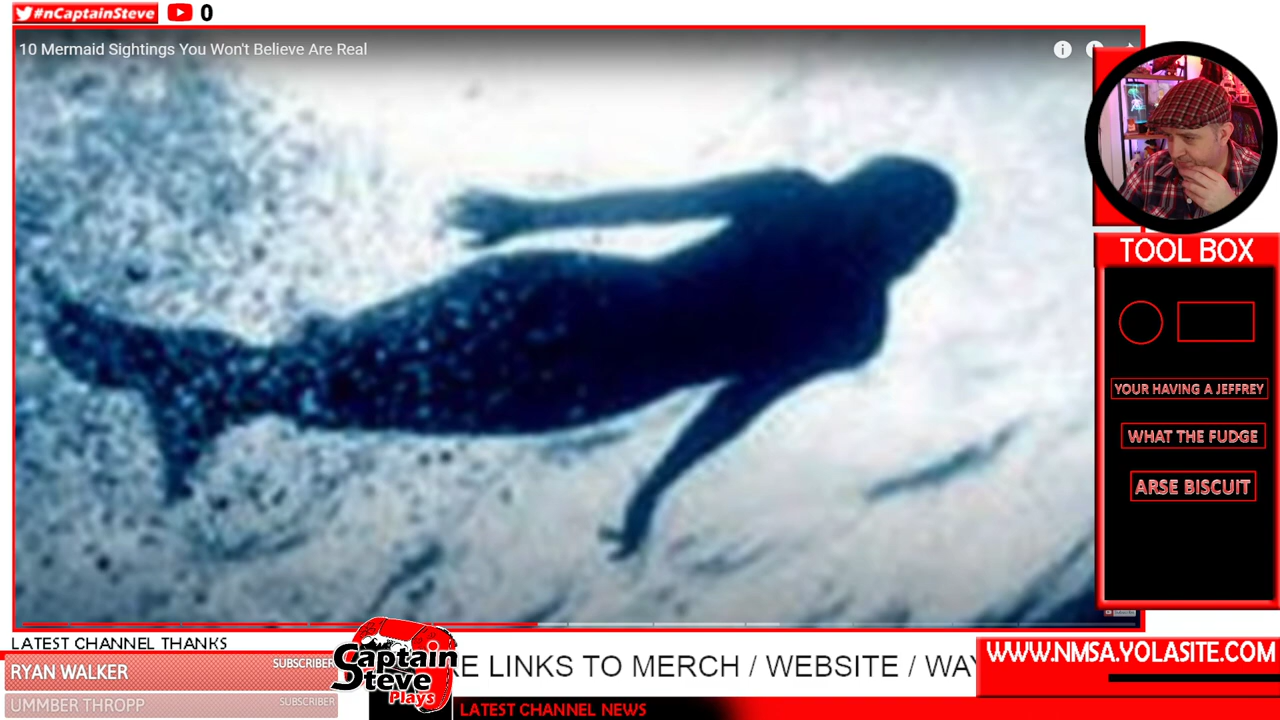 #nCaptainSteve
0
10 Mermaid Sightings You Won't Believe Are Real
TOOL BOX
YOUR HAVING A JEFFREY
WHAT THE FUDGE
ARSE BISCUIT
LATEST CHANNEL THANKS
RYAN WALKER
SUBSCRIBER
UMMBER THROPP
SUBSCRIBER
Captain
Steve
Plays
RE LINKS TO MERCH / WEBSITE / WAY
WWW.NMSA.YOLASITE.COM
LATEST CHANNEL NEWS